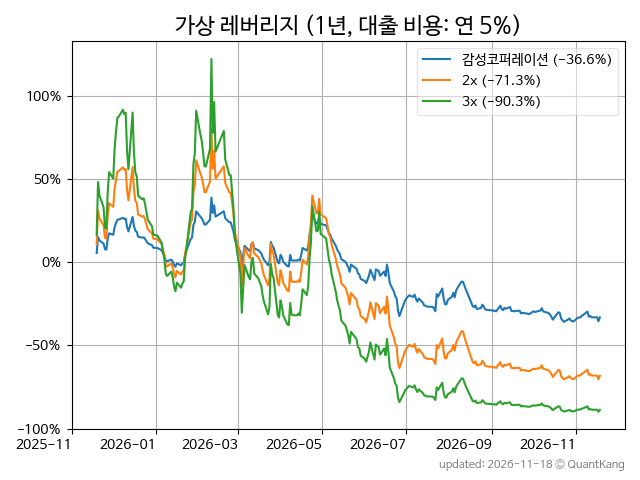 가상 레버리지 (1년, 대출 비용: 연 5%)
감성코퍼레이션 (−36.6%)
2x (−71.3%)
3x (−90.3%)
100%
50%
0%
−50%
−100%
2025-11 2026-01 2026-03 2026-05 2026-07 2026-09 2026-11
updated: 2026-11-18 © QuantKang